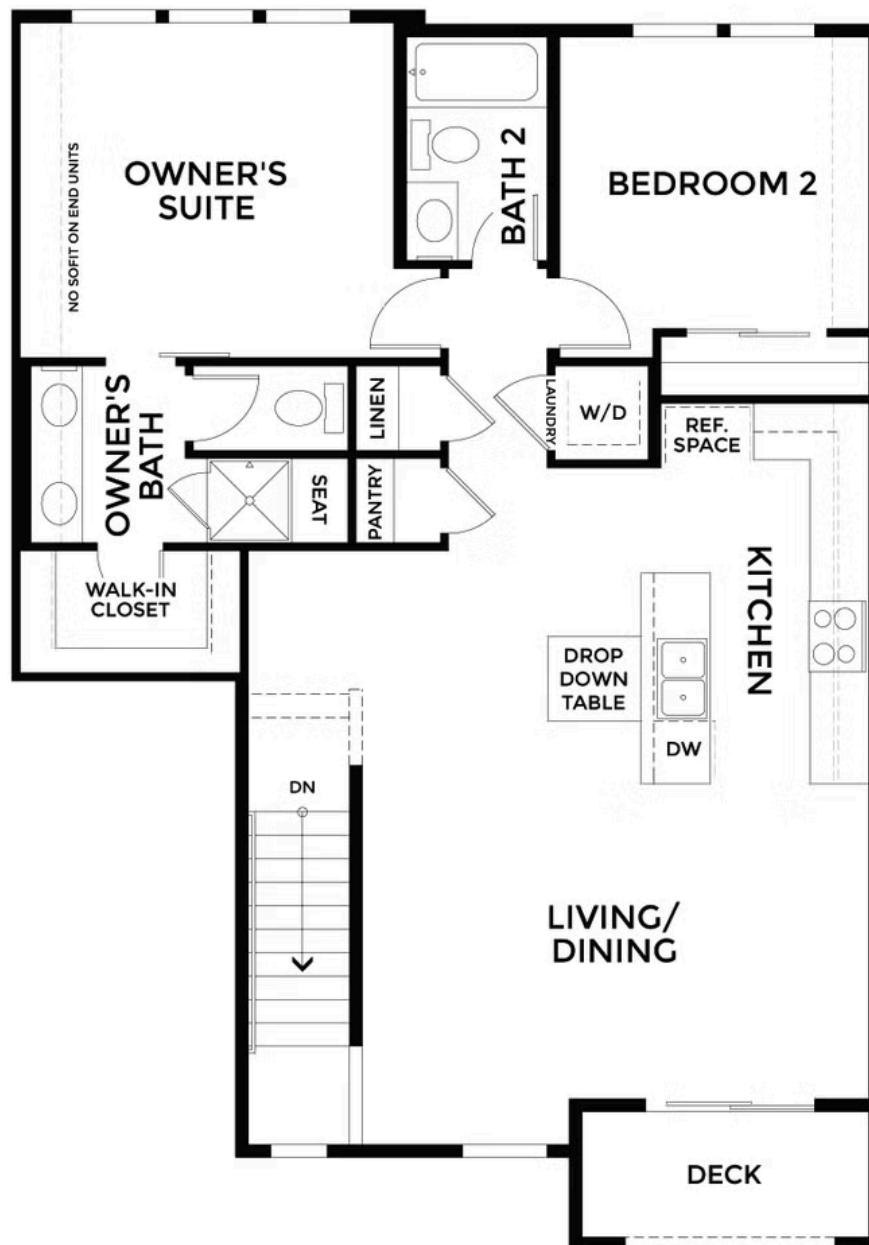 OWNER'S
SUITE
NO SOFIT ON END UNITS
BATH 2
BEDROOM 2
OWNER'S
BATH
LINEN
LAUNDRY
W/D
REF.
SPACE
SEAT
PANTRY
WALK-IN
CLOSET
KITCHEN
DROP
DOWN
TABLE
DW
DN
LIVING/
DINING
DECK